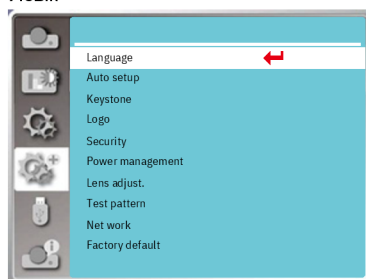 Language
Auto setup
Keystone
Logo
Security
Power management
Lens adjust.
Test pattern
Net work
Factory default